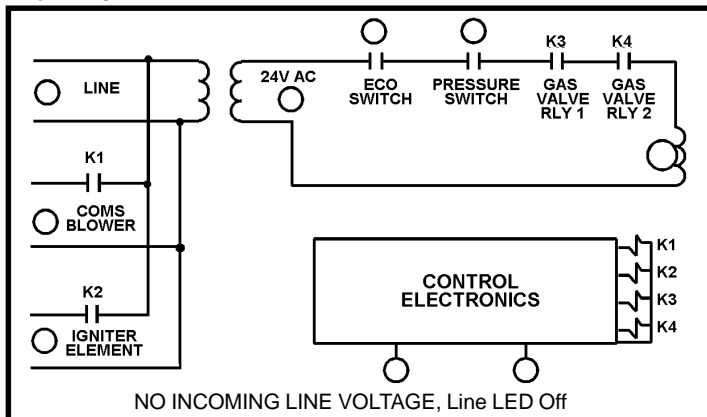 K3 K4
LINE
24V AC
ECO SWITCH
PRESSURE SWITCH
GAS VALVE RLY 1
GAS VALVE RLY 2
K1
COMS BLOWER
K2
IGNITER ELEMENT
CONTROL ELECTRONICS
K1
K2
K3
K4
NO INCOMING LINE VOLTAGE, Line LED Off